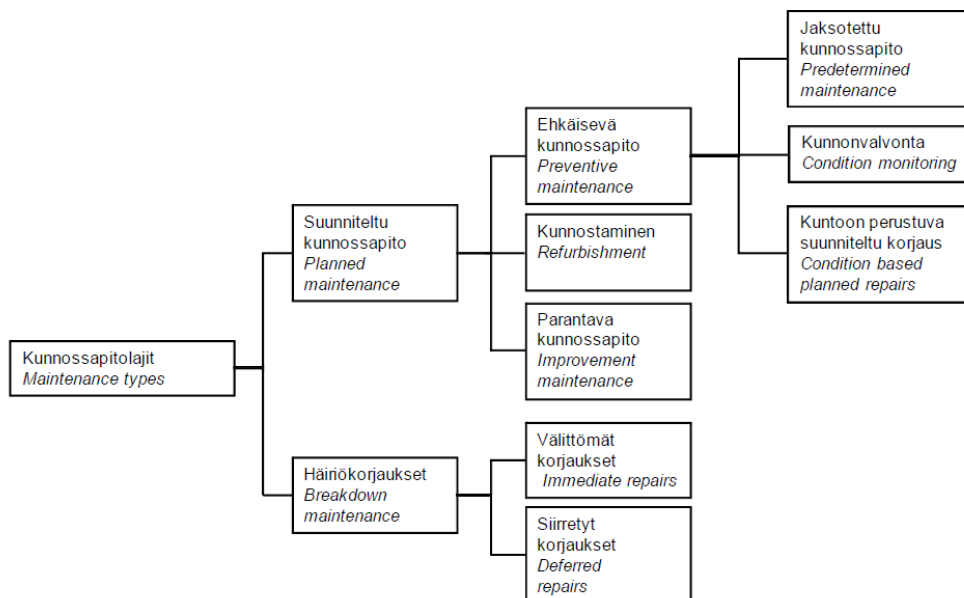 Kunnossapitolajit
Maintenance types
Suunniteltu
kunnossapito
Planned
maintenance
Häiriökorjaukset
Breakdown
maintenance
Ehkäisevä
kunnossapito
Preventive
maintenance
Kunnostaminen
Refurbishment
Parantava
kunnossapito
Improvement
maintenance
Välittömät
korjaukset
Immediate repairs
Siirretyt
korjaukset
Deferred
repairs
Jaksotettu
kunnossapito
Predetermined
maintenance
Kunnonvalvonta
Condition monitoring
Kuntoon perustuva
suunniteltu korjaus
Condition based
planned repairs